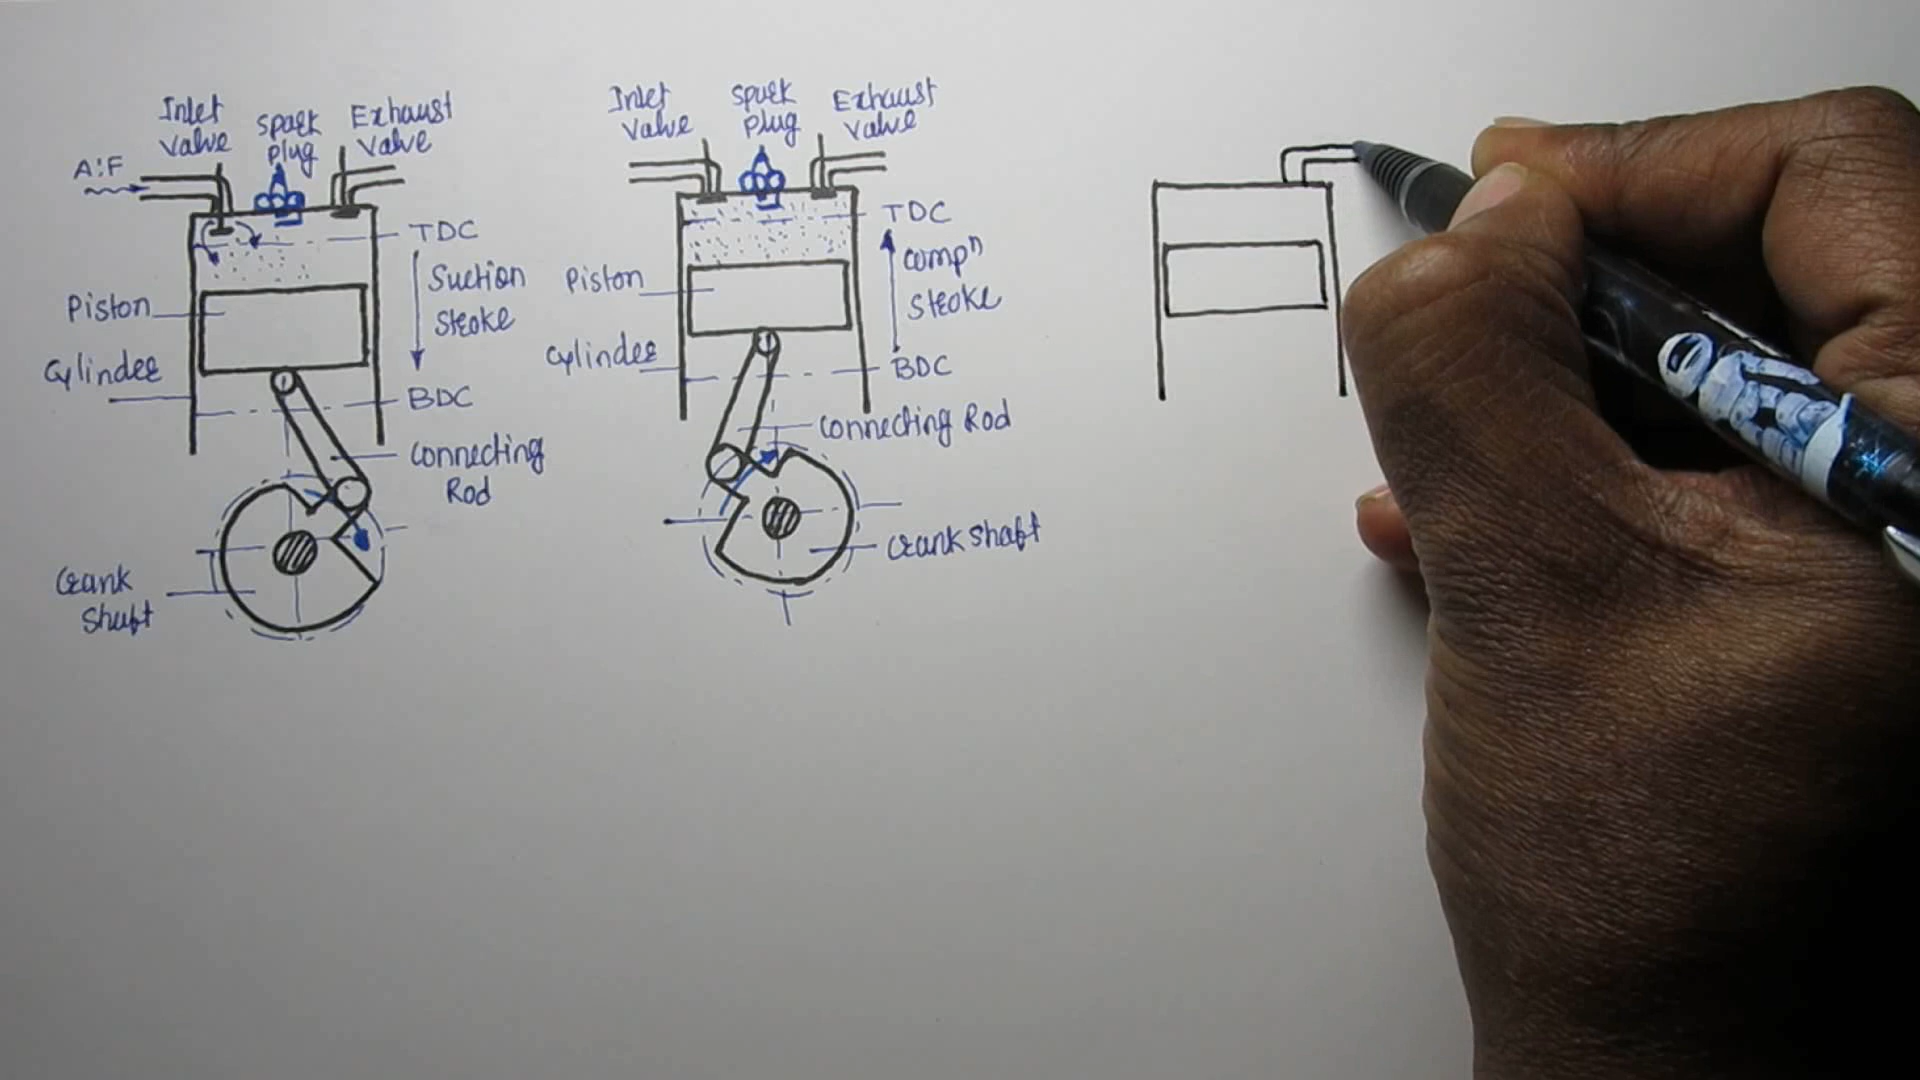 Inlet
Valve
Spark
Plug
Exhaust
Valve
A:F
TDC
Suction
Stroke
Piston
Cylinder
BDC
Connecting
Rod
Crank
Shaft
Inlet
Valve
Spark
Plug
Exhaust
Valve
TDC
Compⁿ
Stroke
Piston
Cylinder
BDC
Connecting Rod
Crank Shaft